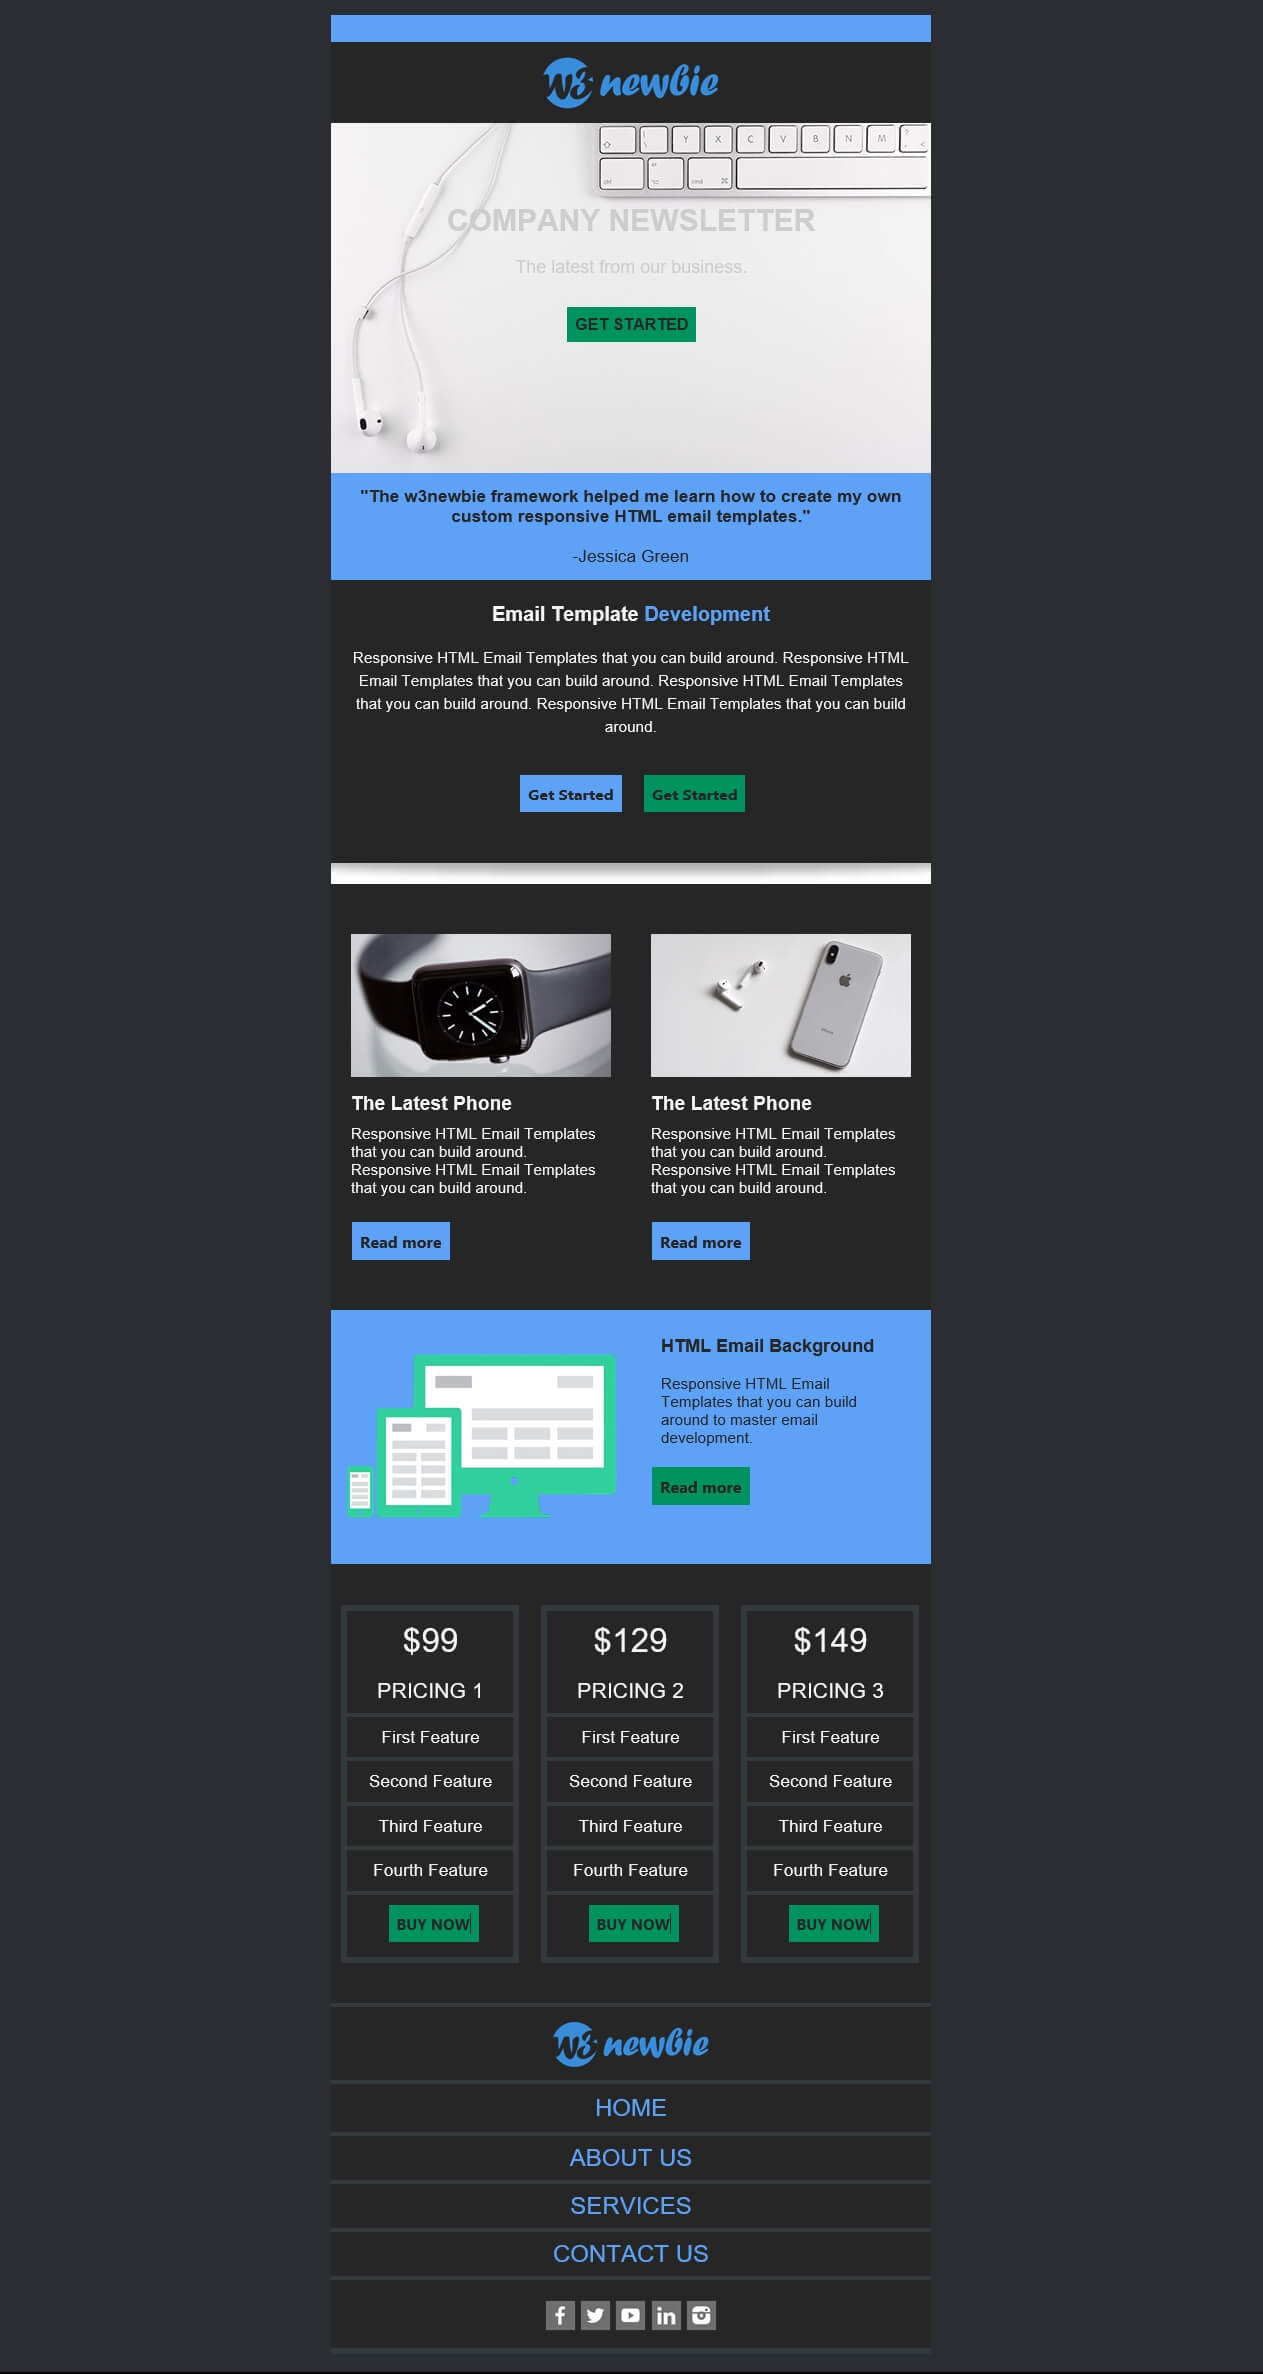 W3 newbie
Y X C V B N M
cmd
COMPANY NEWSLETTER
The latest from our business.
GET STARTED
"The w3newbie framework helped me learn how to create my own
custom responsive HTML email templates."
-Jessica Green
Email Template Development
Responsive HTML Email Templates that you can build around. Responsive HTML
Email Templates that you can build around. Responsive HTML Email Templates
that you can build around. Responsive HTML Email Templates that you can build
around.
Get Started Get Started
The Latest Phone
Responsive HTML Email Templates
that you can build around.
Responsive HTML Email Templates
that you can build around.
Read more
The Latest Phone
Responsive HTML Email Templates
that you can build around.
Responsive HTML Email Templates
that you can build around.
Read more
HTML Email Background
Responsive HTML Email
Templates that you can build
around to master email
development.
Read more
$99
PRICING 1
First Feature
Second Feature
Third Feature
Fourth Feature
BUY NOW
$129
PRICING 2
First Feature
Second Feature
Third Feature
Fourth Feature
BUY NOW
$149
PRICING 3
First Feature
Second Feature
Third Feature
Fourth Feature
BUY NOW
W3 newbie
HOME
ABOUT US
SERVICES
CONTACT US